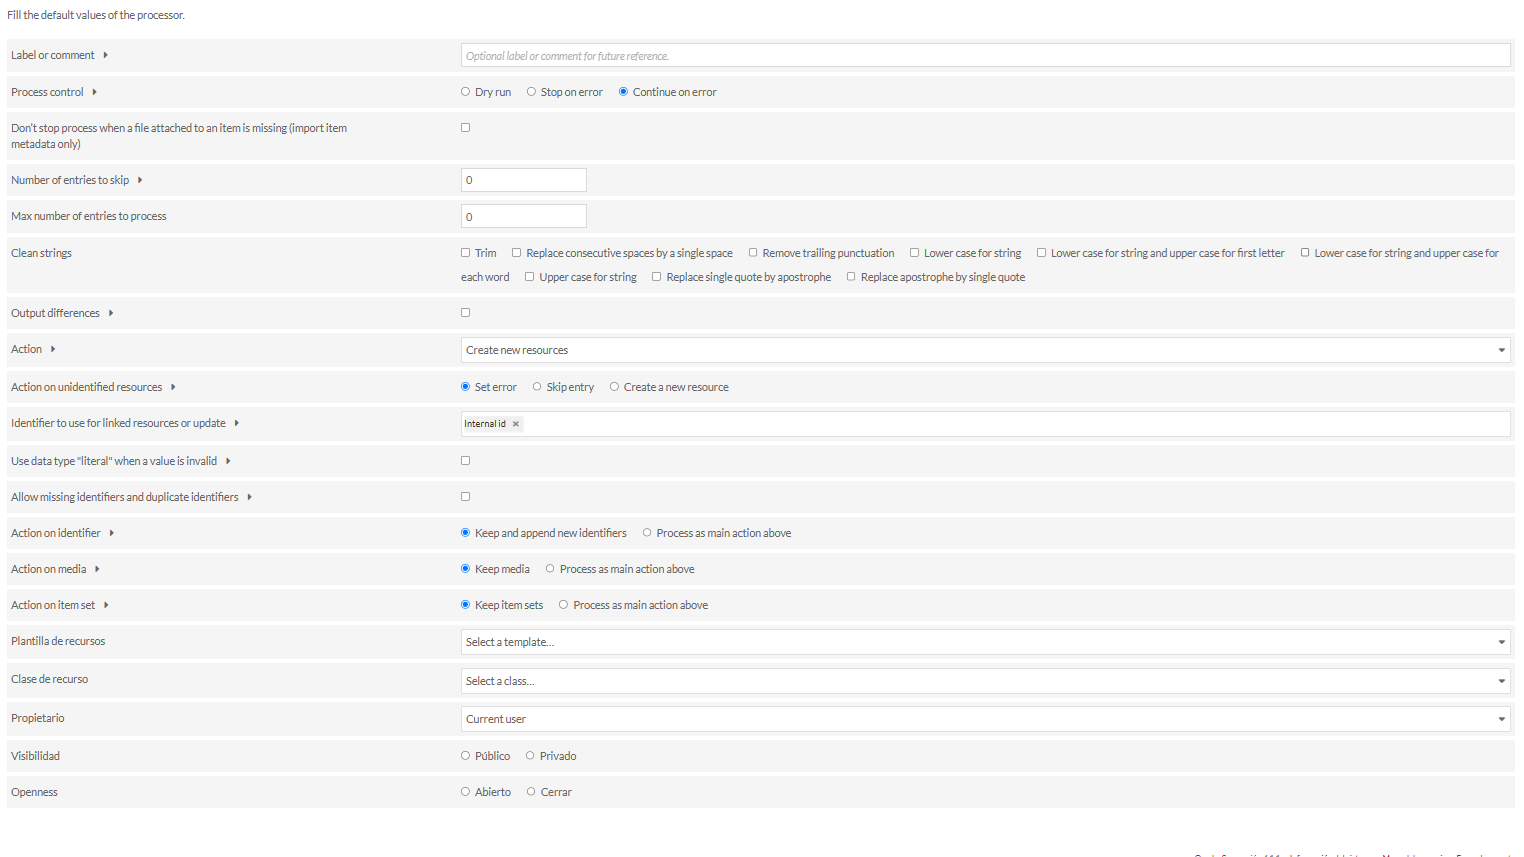 Fill the default values of the processor.
Label or comment
Optional label or comment for future reference.
Process control
Dry run Stop on error Continue on error
Don't stop process when a file attached to an item is missing (import item
metadata only)
Number of entries to skip
0
Max number of entries to process
0
Clean strings
Trim Replace consecutive spaces by a single space Remove trailing punctuation Lower case for string Lower case for string and upper case for first letter Lower case for string and upper case for
each word Upper case for string Replace single quote by apostrophe Replace apostrophe by single quote
Output differences
Action
Create new resources
Action on unidentified resources
Set error Skip entry Create a new resource
Identifier to use for linked resources or update
Internal id ×
Use data type "literal" when a value is invalid
Allow missing identifiers and duplicate identifiers
Action on identifier
Keep and append new identifiers Process as main action above
Action on media
Keep media Process as main action above
Action on item set
Keep item sets Process as main action above
Plantilla de recursos
Select a template...
Clase de recurso
Select a class...
Propietario
Current user
Visibilidad
Público Privado
Openness
Abierto Cerrar